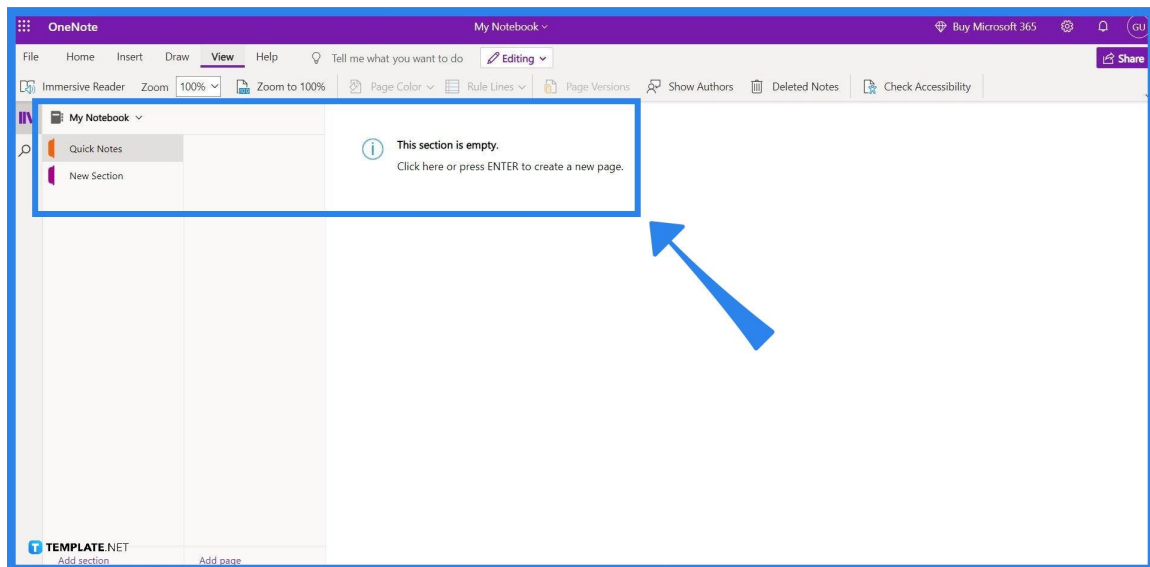 OneNote My Notebook Buy Microsoft 365 GU
File Home Insert Draw View Help Tell me what you want to do Editing Share
Immersive Reader Zoom 100% Zoom to 100% Page Color Rule Lines Page Versions Show Authors Deleted Notes Check Accessibility
My Notebook
Quick Notes
New Section
This section is empty.
Click here or press ENTER to create a new page.
T TEMPLATE.NET
Add section Add page